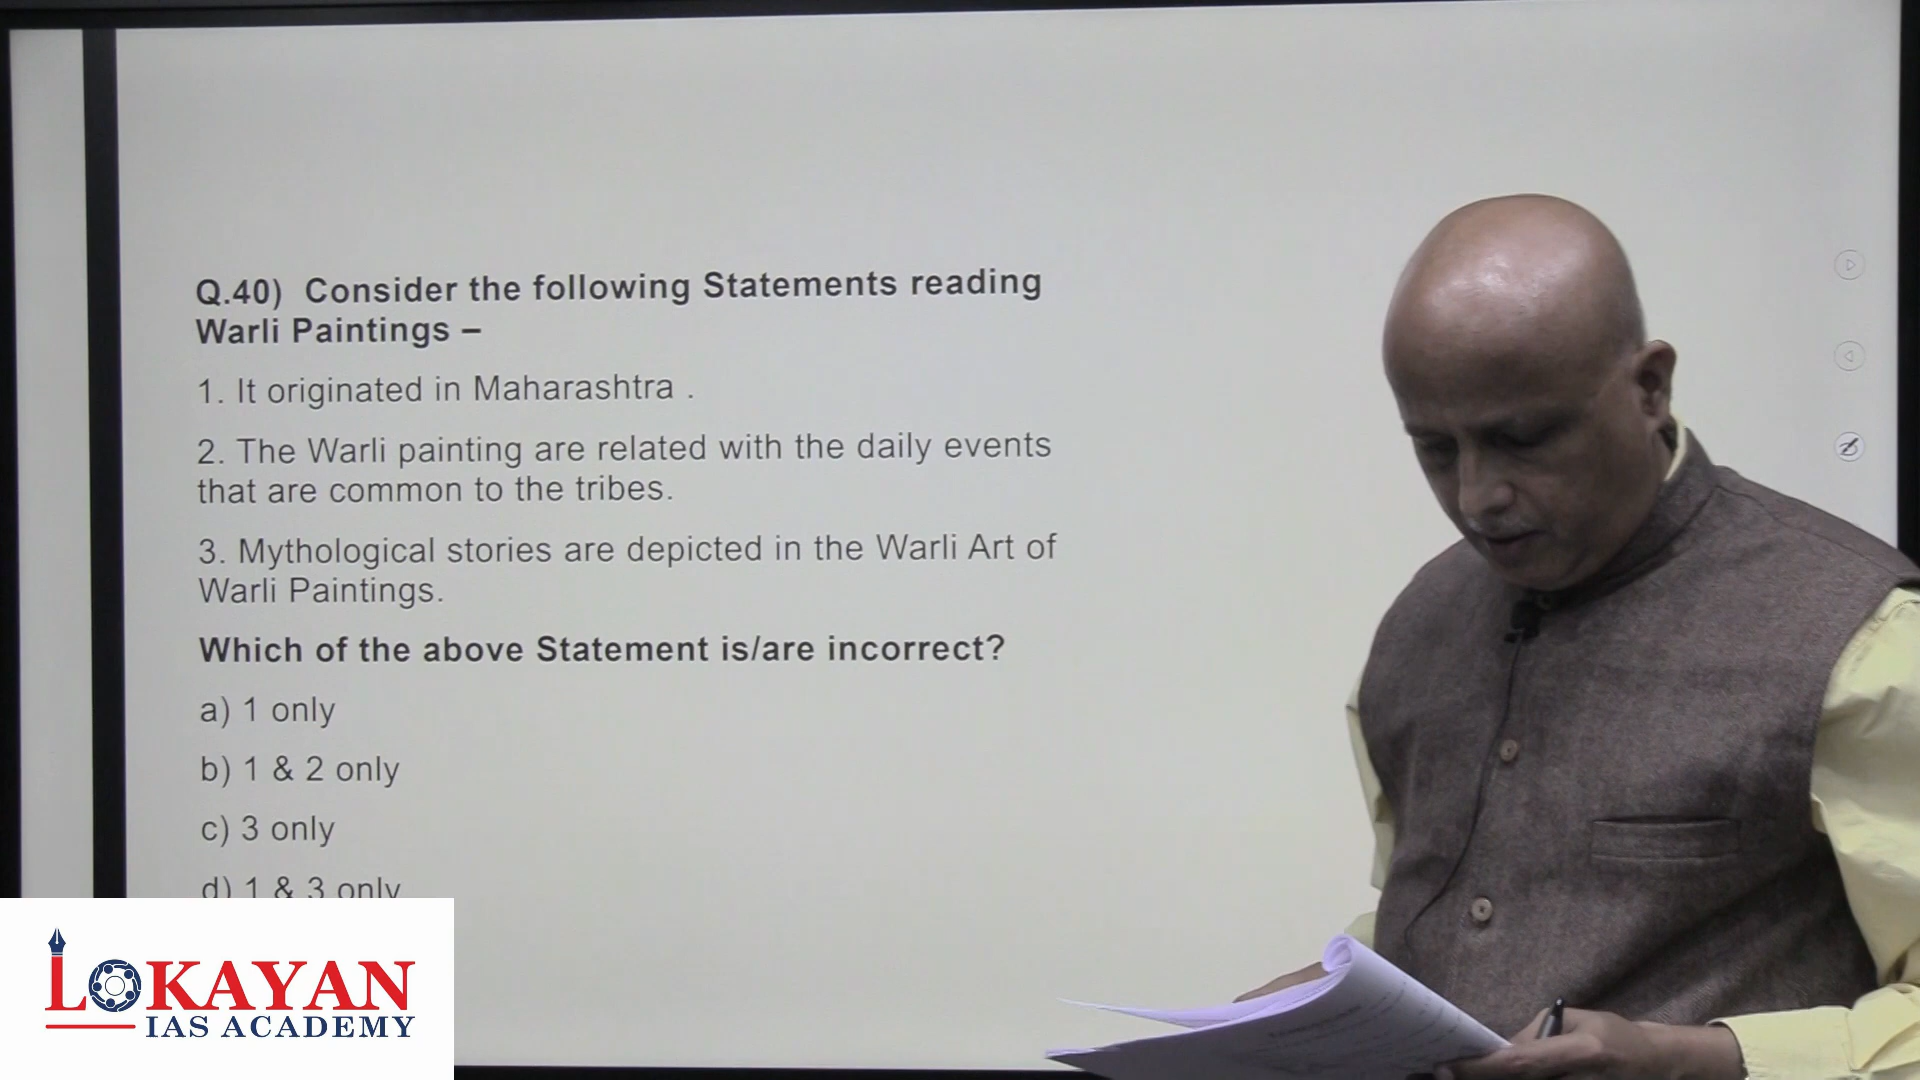 Q.40) Consider the following Statements reading
Warli Paintings –
1. It originated in Maharashtra .
2. The Warli painting are related with the daily events
that are common to the tribes.
3. Mythological stories are depicted in the Warli Art of
Warli Paintings.
Which of the above Statement is/are incorrect?
a) 1 only
b) 1 & 2 only
c) 3 only
d) 1 & 3 only
LOKAYAN
IAS ACADEMY